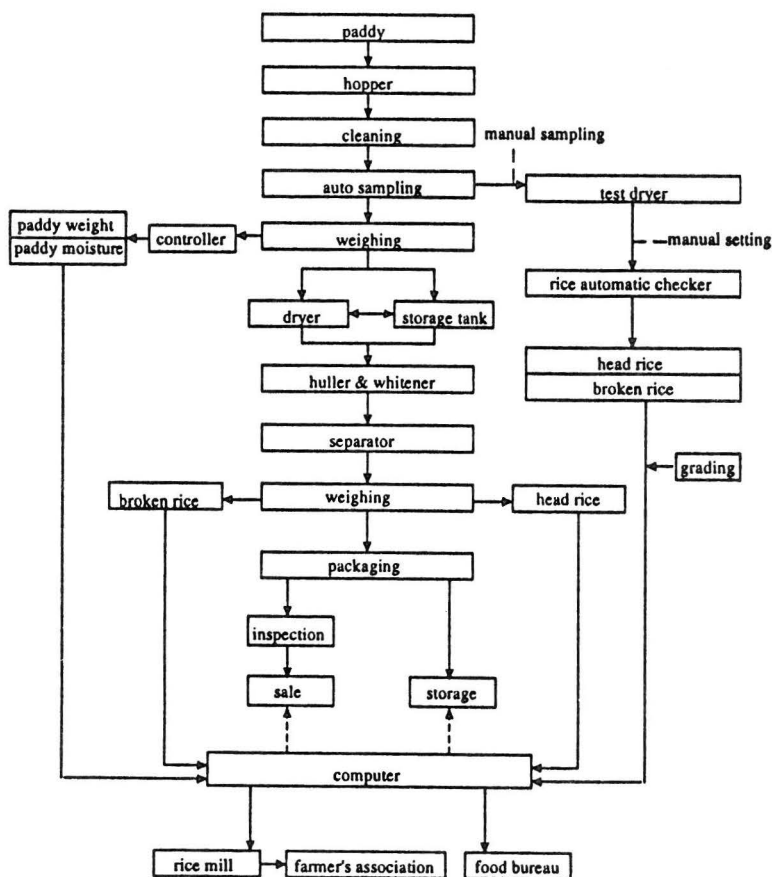 paddy
hopper
cleaning
manual sampling
auto sampling
test dryer
paddy weight
paddy moisture
controller
weighing
manual setting
rice automatic checker
dryer
storage tank
head rice
broken rice
huller & whitener
separator
grading
broken rice
weighing
head rice
packaging
inspection
sale
storage
computer
rice mill
farmer's association
food bureau